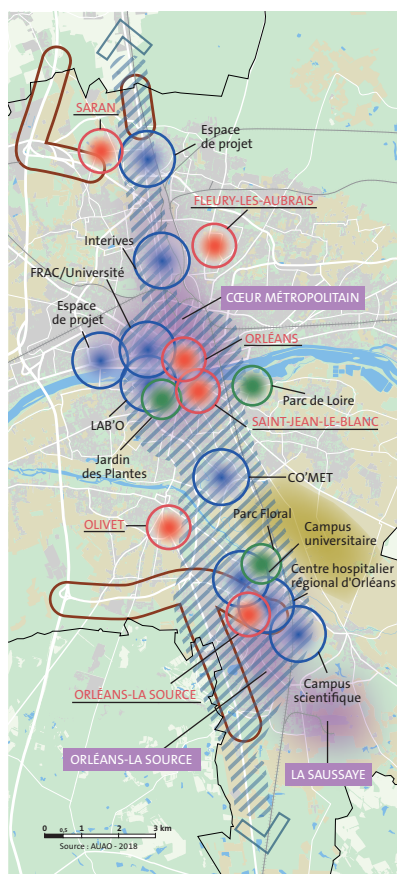 SARAN
Espace
de projet
FLEURY-LES-AUBRAIS
Interives
FRAC/Université
CŒUR MÉTROPOLITAIN
Espace
de projet
ORLÉANS
Parc de Loire
LAB'O
SAINT-JEAN-LE-BLANC
Jardin
des Plantes
CO'MET
Parc Floral
OLIVET
Campus
universitaire
Centre hospitalier
régional d'Orléans
ORLÉANS-LA SOURCE
Campus
scientifique
ORLÉANS-LA SOURCE
LA SAUSSAYE
0 0,5 1 2 3 km
Source : AUAO - 2018